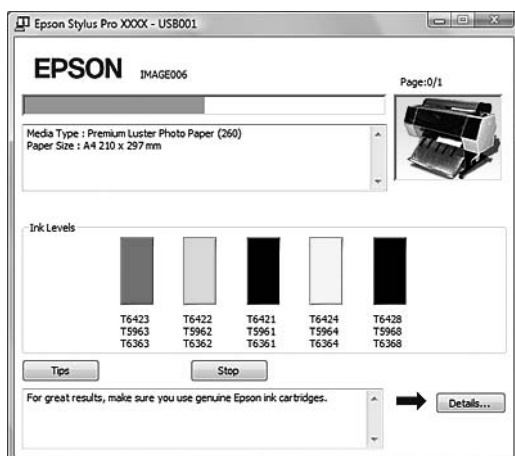 Epson Stylus Pro XXXX - USB001
EPSON IMAGE006
Page:0/1
Media Type : Premium Luster Photo Paper (260)
Paper Size : A4 210 x 297 mm
Ink Levels
T6423 T6422 T6421 T6424 T6428
T5963 T5962 T5961 T5964 T5968
T6363 T6362 T6361 T6364 T6368
Tips Stop
For great results, make sure you use genuine Epson ink cartridges.
Details...